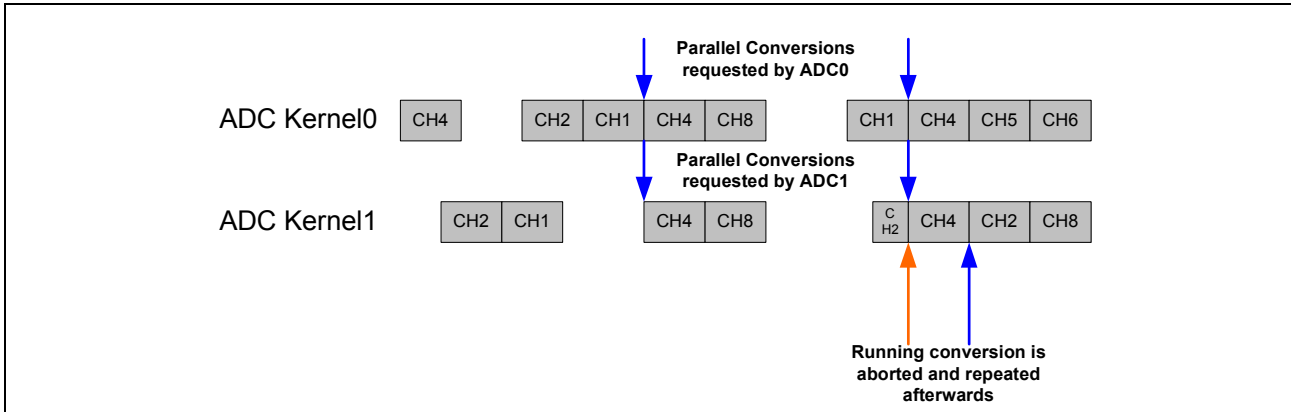 Parallel Conversions
requested by ADC0
ADC Kernel0
CH4
CH2
CH1
CH4
CH8
CH1
CH4
CH5
CH6
Parallel Conversions
requested by ADC1
ADC Kernel1
CH2
CH1
CH4
CH8
C
H2
CH4
CH2
CH8
Running conversion is
aborted and repeated
afterwards